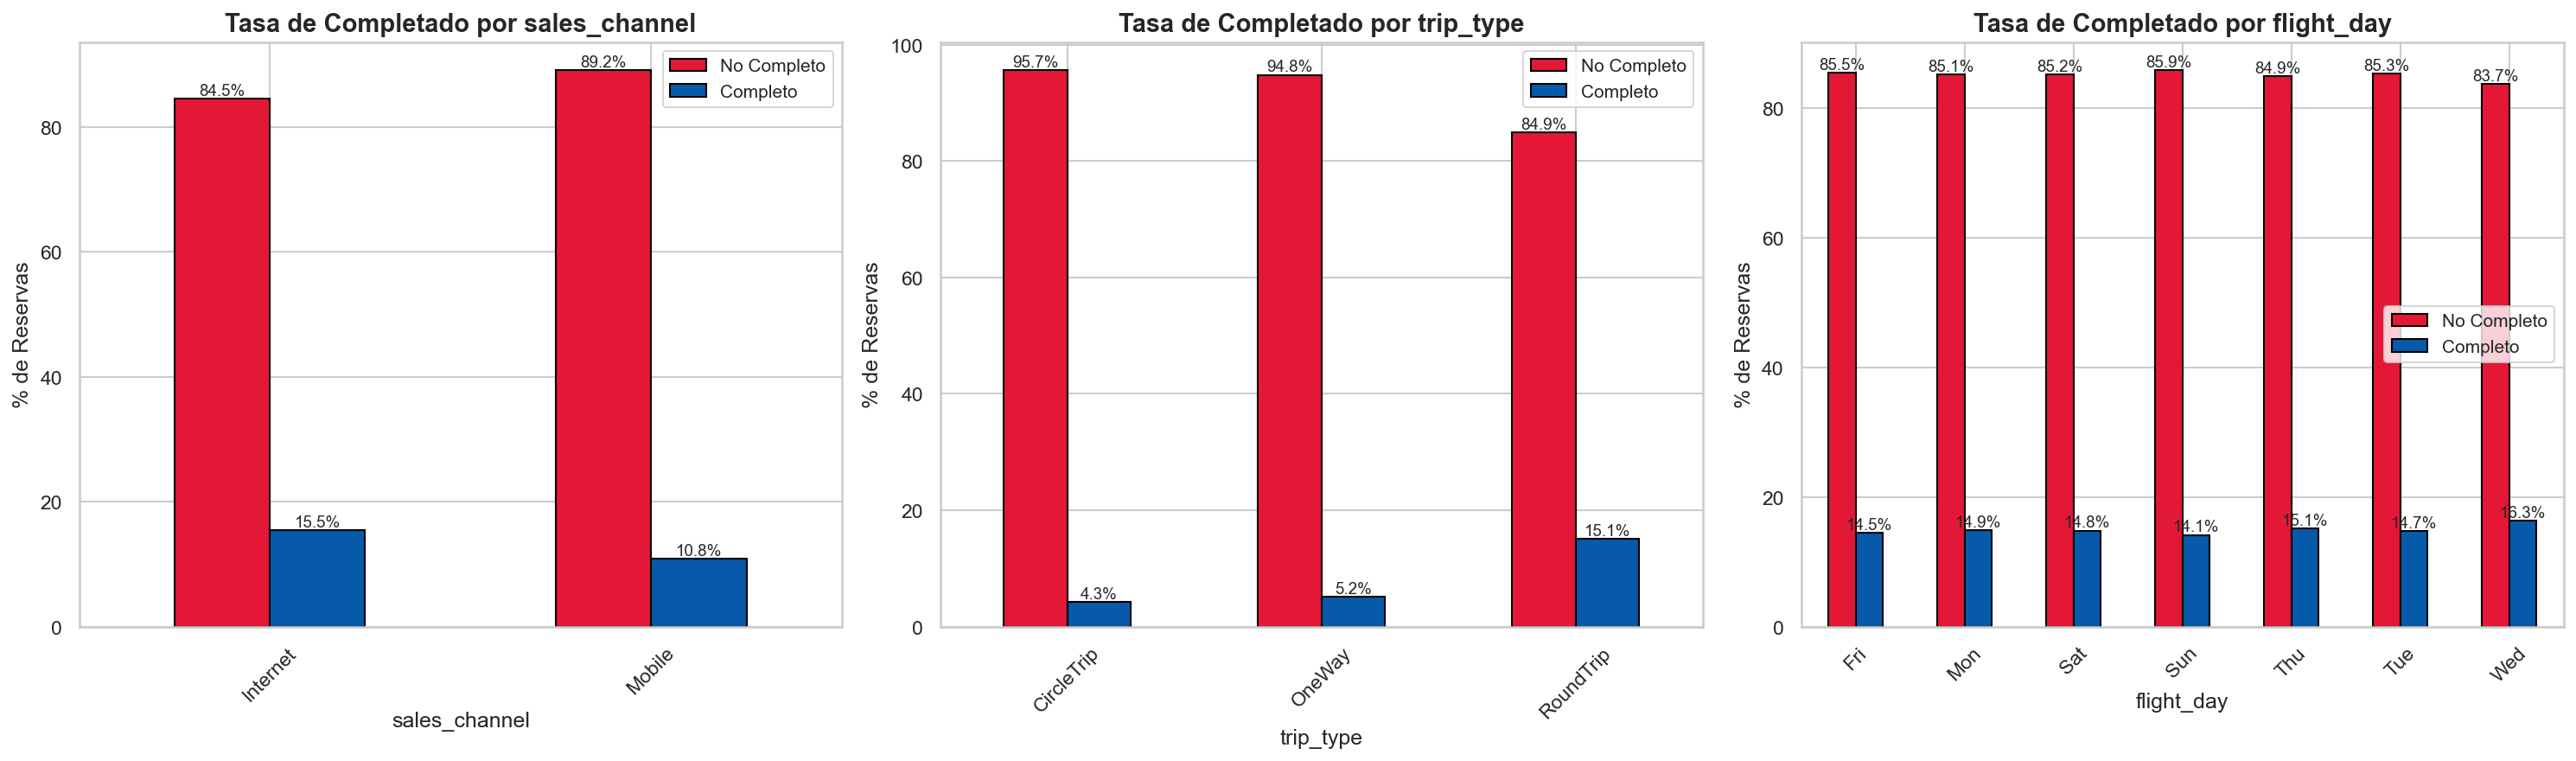 Tasa de Completado por sales_channel
No Completo
Completo
84.5%
89.2%
15.5%
10.8%
80
60
40
20
0
% de Reservas
Internet
Mobile
sales_channel
Tasa de Completado por trip_type
No Completo
Completo
95.7%
94.8%
84.9%
4.3%
5.2%
15.1%
100
80
60
40
20
0
% de Reservas
CircleTrip
OneWay
RoundTrip
trip_type
Tasa de Completado por flight_day
85.5%
85.1%
85.2%
85.9%
84.9%
85.3%
83.7%
No Completo
Completo
14.5%
14.9%
14.8%
14.1%
15.1%
14.7%
16.3%
80
60
40
20
0
% de Reservas
Fri
Mon
Sat
Sun
Thu
Tue
Wed
flight_day